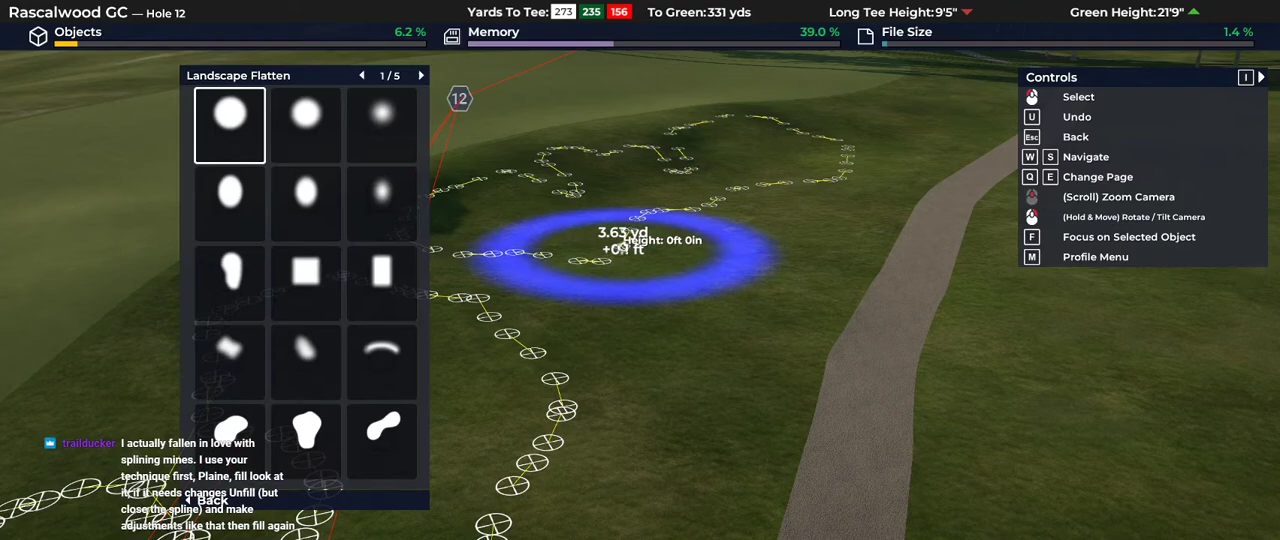 Rascalwood GC — Hole 12
Yards To Tee: 273 235 156 To Green: 331 yds
Long Tee Height: 9'5"
Green Height: 21'9"
Objects 6.2 %
Memory 39.0 %
File Size 1.4 %
Landscape Flatten
1 / 5
12
3.63 yd
Height: 0ft 0in
Back
trailducker I actually fallen in love with
splining mines. I use your
technique first, Plaine, fill look at
it, if it needs changes Unfill (but
close the spline) and make
adjustments like that then fill again
Controls I
Select
U Undo
Esc Back
W S Navigate
Q E Change Page
(Scroll) Zoom Camera
(Hold & Move) Rotate / Tilt Camera
F Focus on Selected Object
M Profile Menu